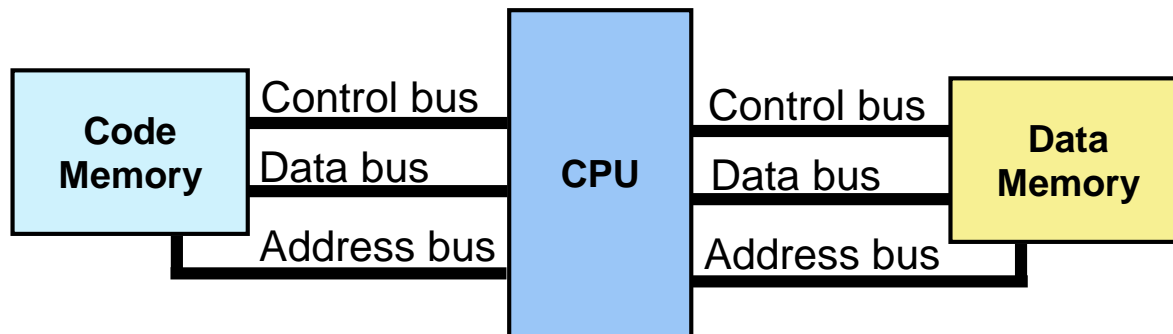 Code
Memory
Control bus
Data bus
Address bus
CPU
Control bus
Data bus
Address bus
Data
Memory